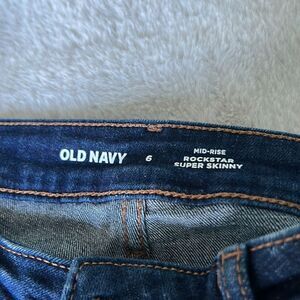 OLD NAVY 6 MID-RISE
ROCKSTAR
SUPER SKINNY